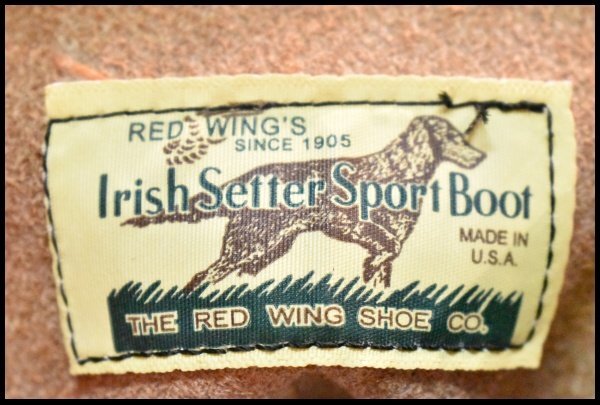 RED WING'S
SINCE 1905
Irish Setter Sport Boot
MADE IN
U.S.A.
THE RED WING SHOE CO.